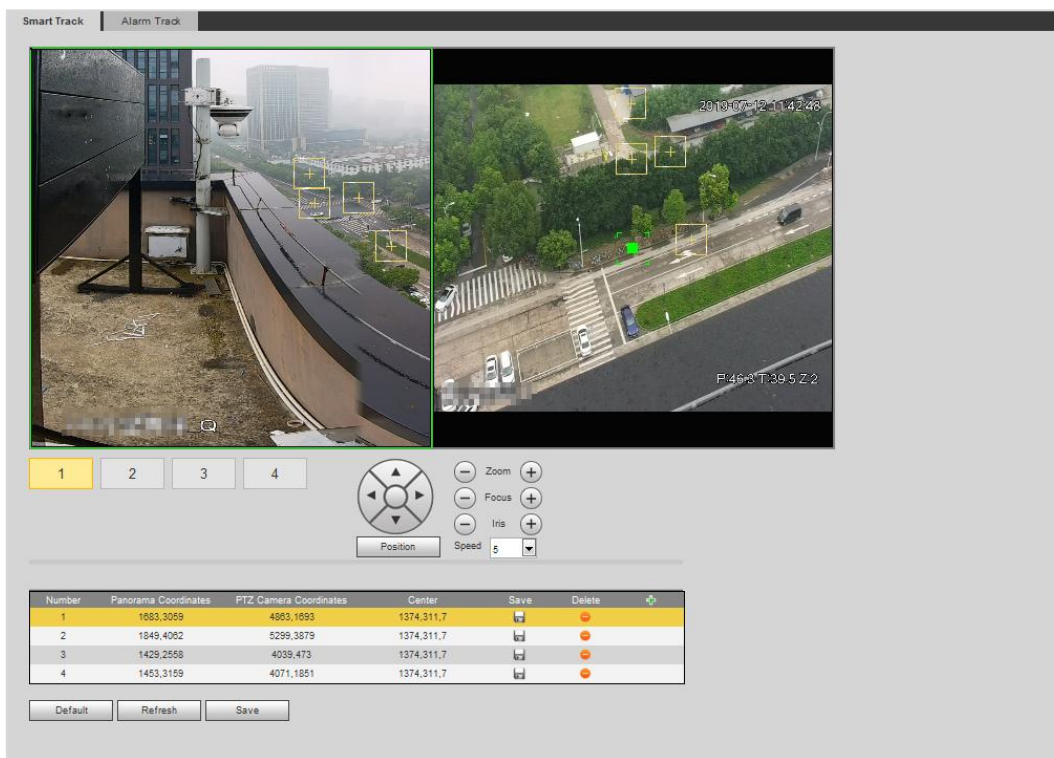 Smart Track Alarm Track
2019-07-12 11:42:48
P:46.3 T:39.5 Z:2
1 2 3 4
Zoom
Focus
Iris
Position Speed 5
Number Panorama Coordinates PTZ Camera Coordinates Center Save Delete
1 1683,3059 4863,1693 1374,311,7
2 1849,4062 5299,3879 1374,311,7
3 1429,2558 4039,473 1374,311,7
4 1453,3159 4071,1851 1374,311,7
Default Refresh Save